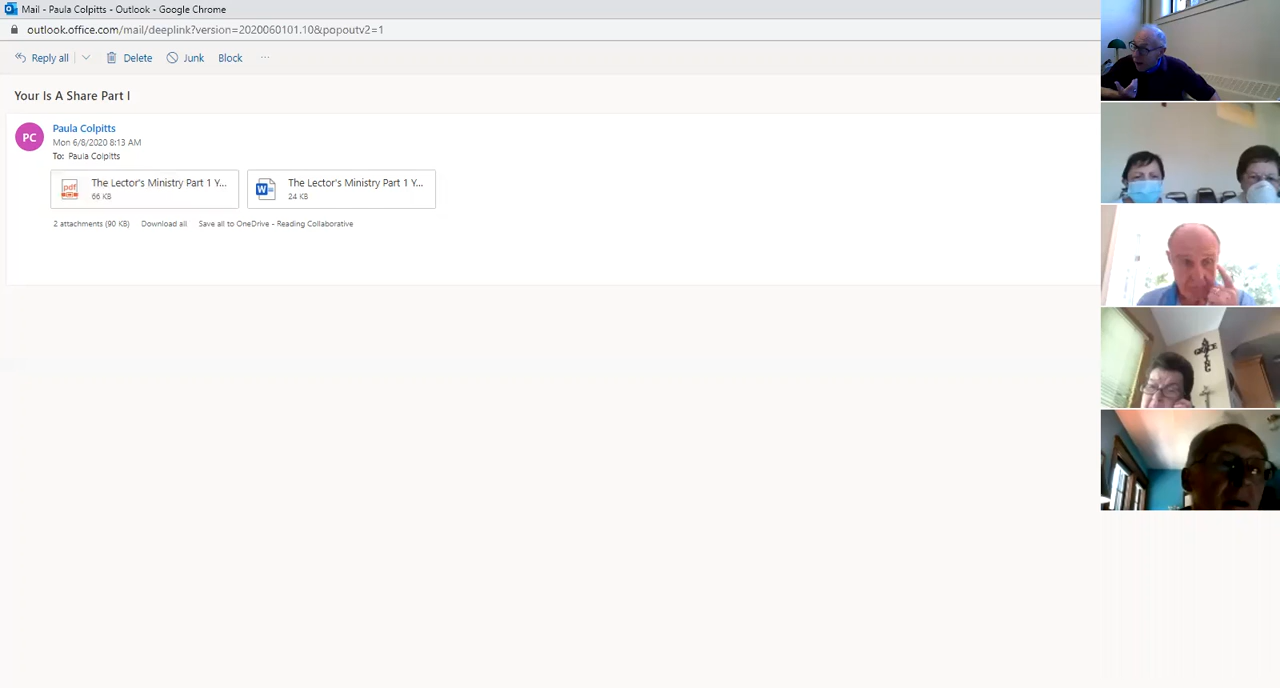 Mail - Paula Colpitts - Outlook - Google Chrome
outlook.office.com/mail/deeplink?version=2020060101.10&popoutv2=1
Reply all Delete Junk Block ...
Your Is A Share Part I
PC
Paula Colpitts
Mon 6/8/2020 8:13 AM
To: Paula Colpitts
pdf The Lector's Ministry Part 1 Y... W The Lector's Ministry Part 1 Y...
66 KB 24 KB
2 attachments (90 KB) Download all Save all to OneDrive - Reading Collaborative